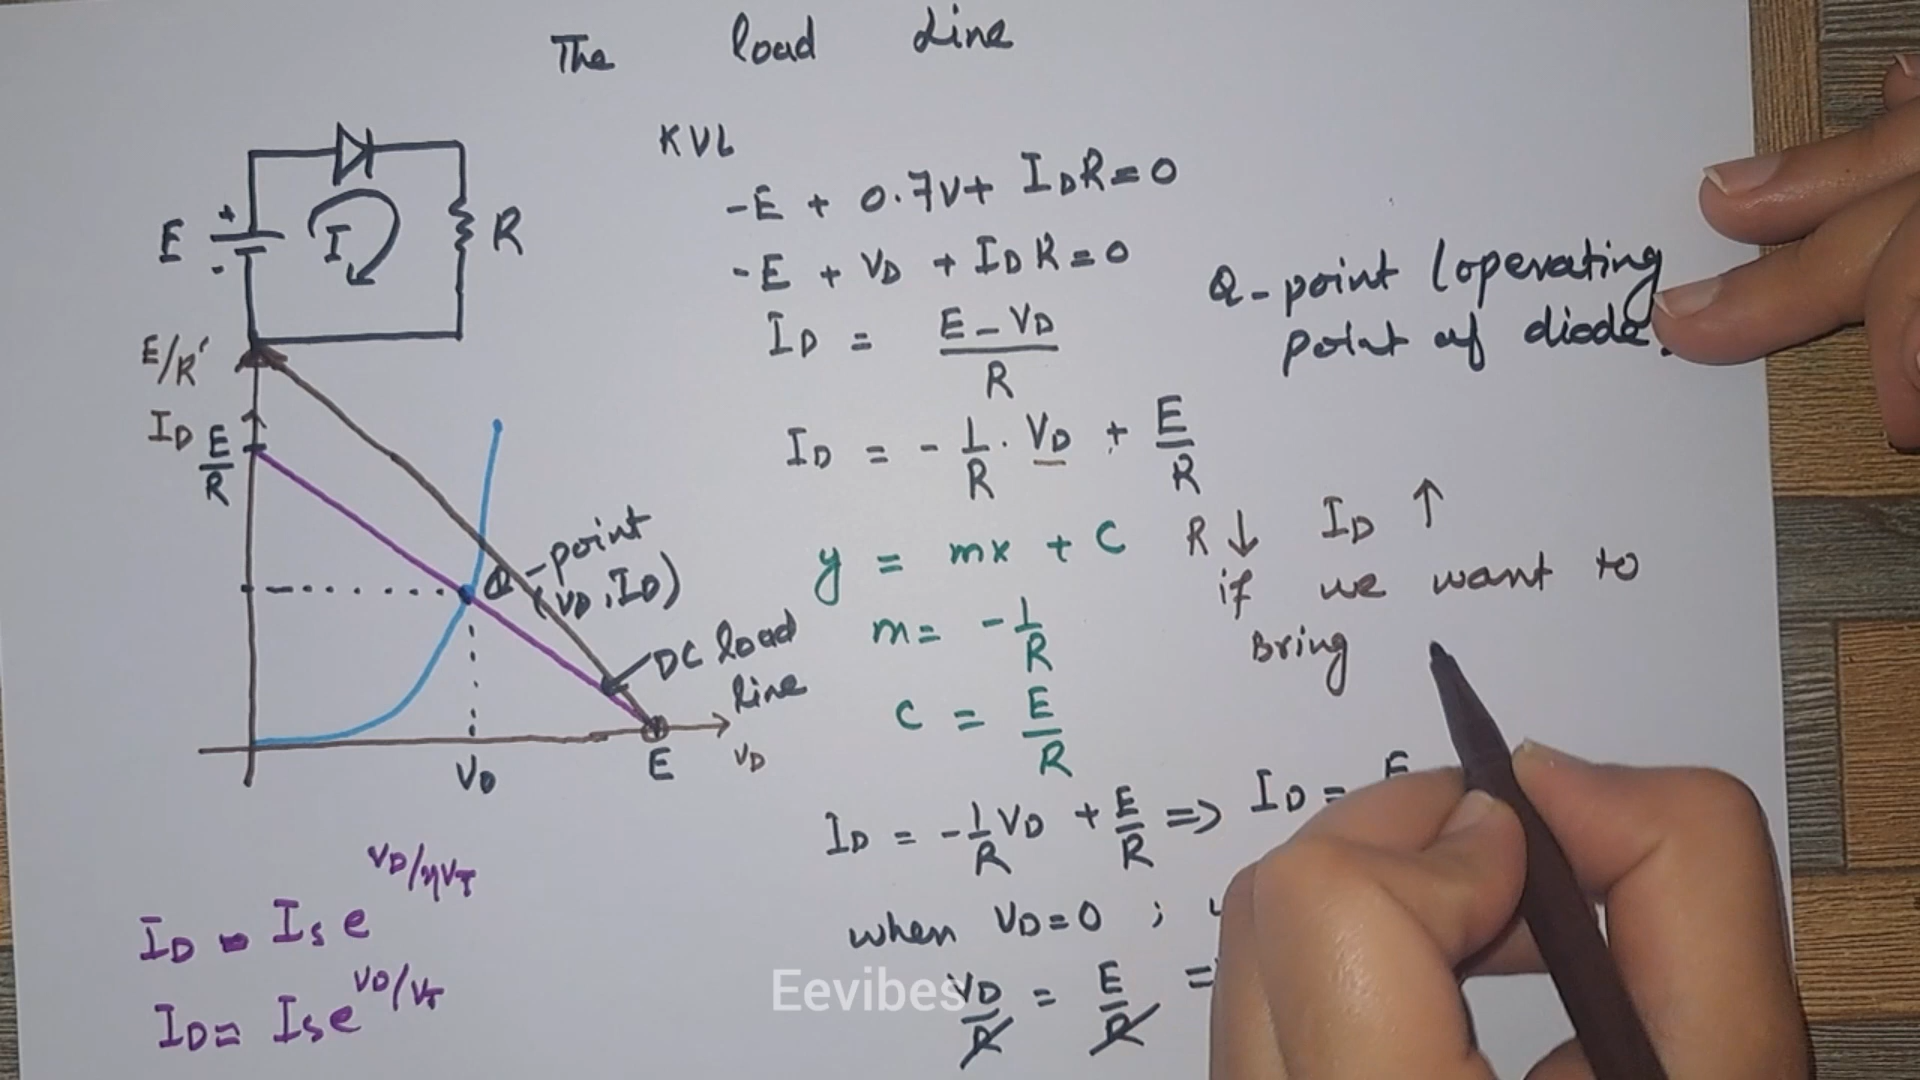 The load Line
E
+
-
I
R
KVL
-E + 0.7V + IDR = 0
-E + VD + IDR = 0
ID = E - VD / R
ID = - 1/R . VD + E/R
y = mx + C
m = - 1/R
C = E/R
ID = - 1/R VD + E/R => ID = E
when VD = 0 ;
VD/R = E/R =>
Q - point (operating
point of diode.
R ↓ ID ↑
if we want to
Bring
E/R'
ID
E/R
Q - point
(VD, ID)
DC load
line
VD
E
VD
ID = Is e^VD/ηVT
ID = Is e^VD/VT
Eevibes